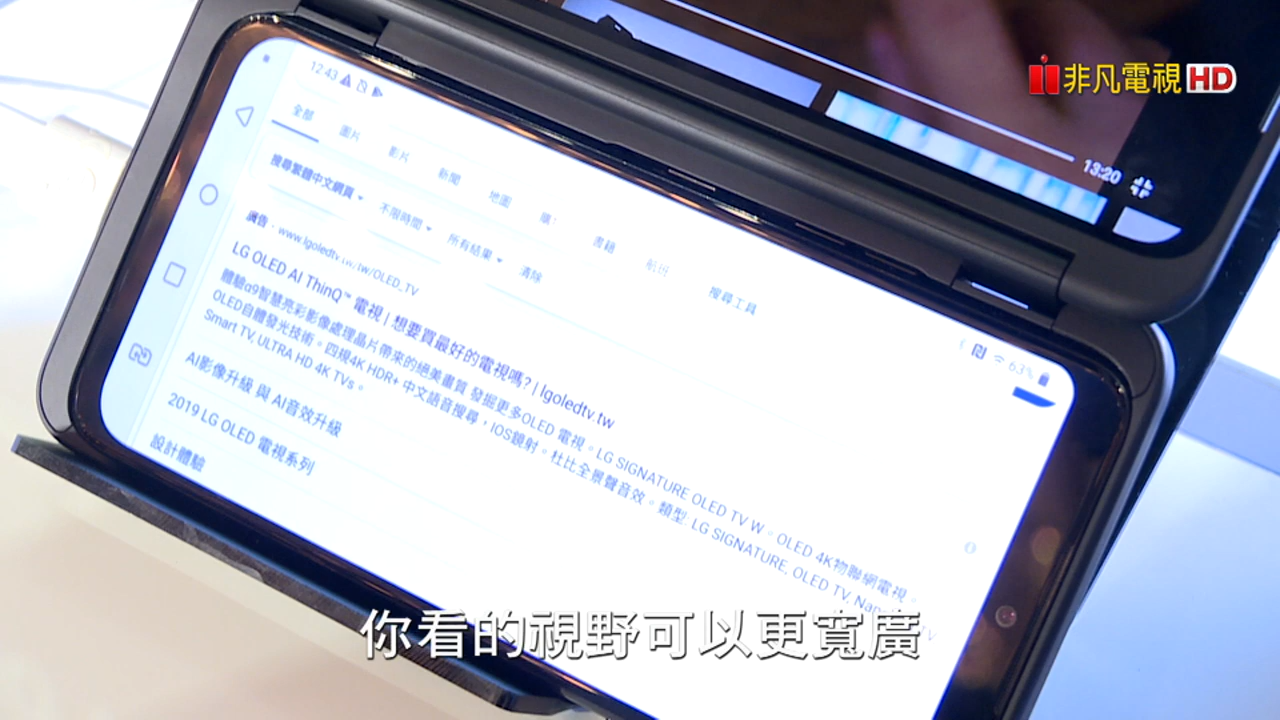 非凡電視HD
13:20
12:43
63%
全部 圖片 影片 新聞 地圖 書籍 航班 搜尋工具
搜尋繁體中文網頁 不限時間 所有結果 清除
廣告 · www.lgoledtv.tw/tw/OLED_TV
LG OLED AI ThinQ™ 電視 | 想要買最好的電視嗎? | lgoledtv.tw
體驗α9智慧亮彩影像處理晶片帶來的絕美畫質 發掘更多OLED 電視。LG SIGNATURE OLED TV W。OLED 4K物聯網電視。
OLED自體發光技術。四規4K HDR+ 中文語音搜尋，IOS鏡射。杜比全景聲音效。類型: LG SIGNATURE, OLED TV,
Smart TV, ULTRA HD 4K TVs。
AI影像升級 與 AI音效升級
2019 LG OLED 電視系列
設計體驗
你看的視野可以更寬廣